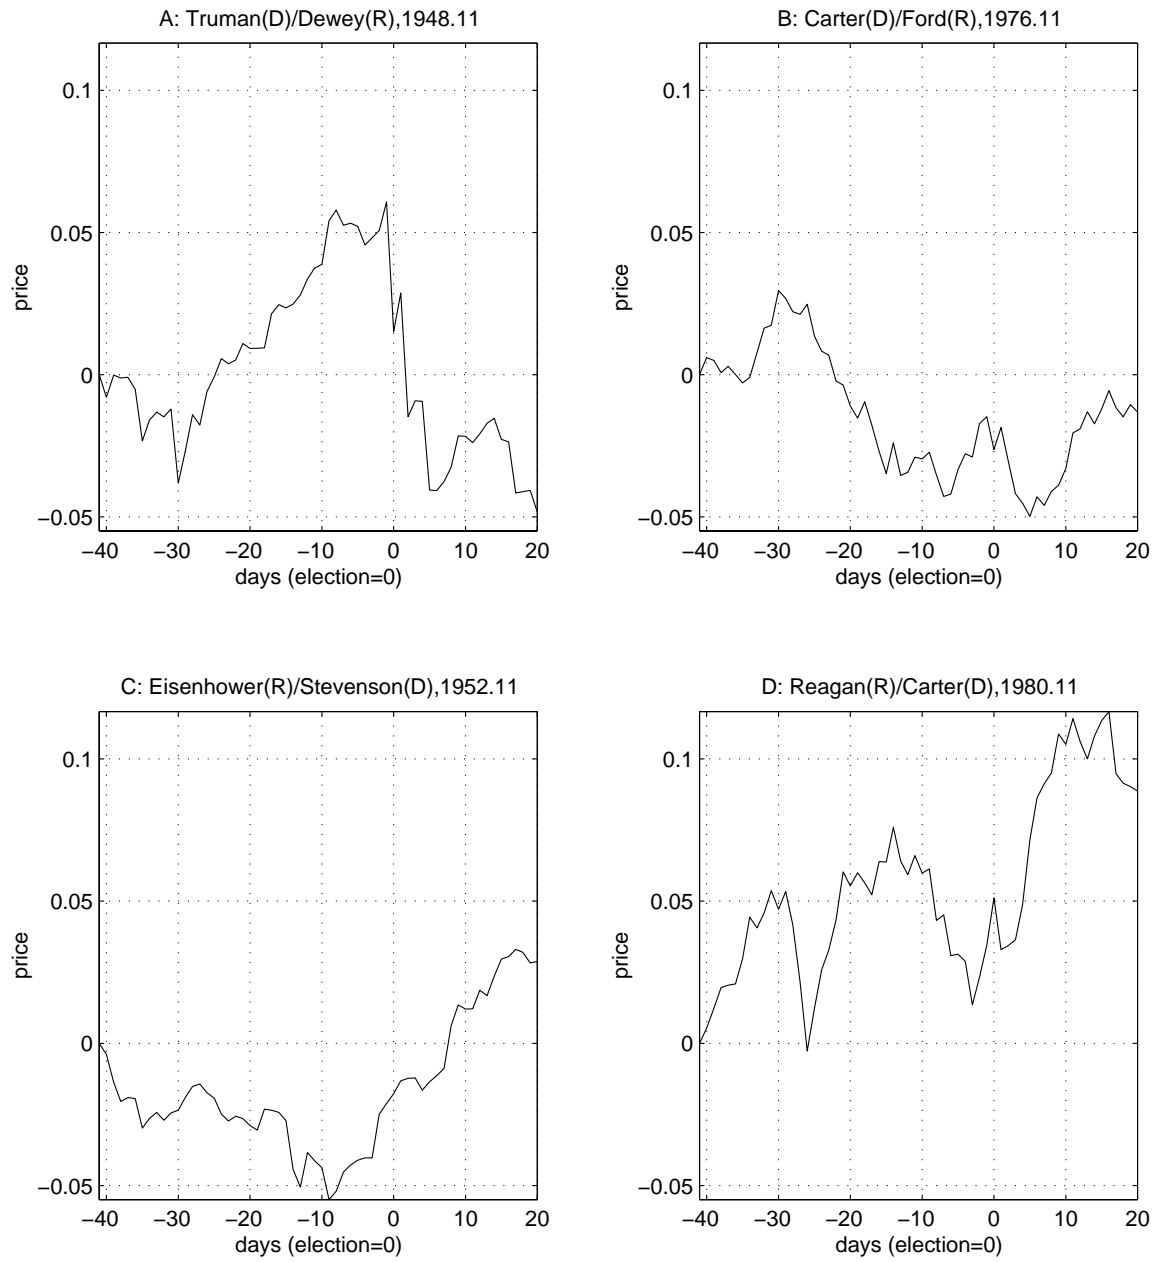 A: Truman(D)/Dewey(R),1948.11
0.1
0.05
0
−0.05
price
−40 −30 −20 −10 0 10 20
days (election=0)
B: Carter(D)/Ford(R),1976.11
0.1
0.05
0
−0.05
price
−40 −30 −20 −10 0 10 20
days (election=0)
C: Eisenhower(R)/Stevenson(D),1952.11
0.1
0.05
0
−0.05
price
−40 −30 −20 −10 0 10 20
days (election=0)
D: Reagan(R)/Carter(D),1980.11
0.1
0.05
0
−0.05
price
−40 −30 −20 −10 0 10 20
days (election=0)